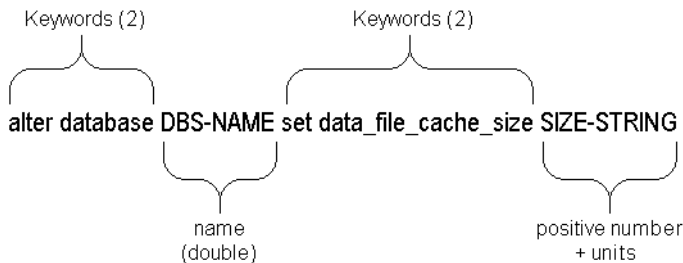 Keywords (2) Keywords (2)
alter database DBS-NAME set data_file_cache_size SIZE-STRING
name positive number
(double) + units